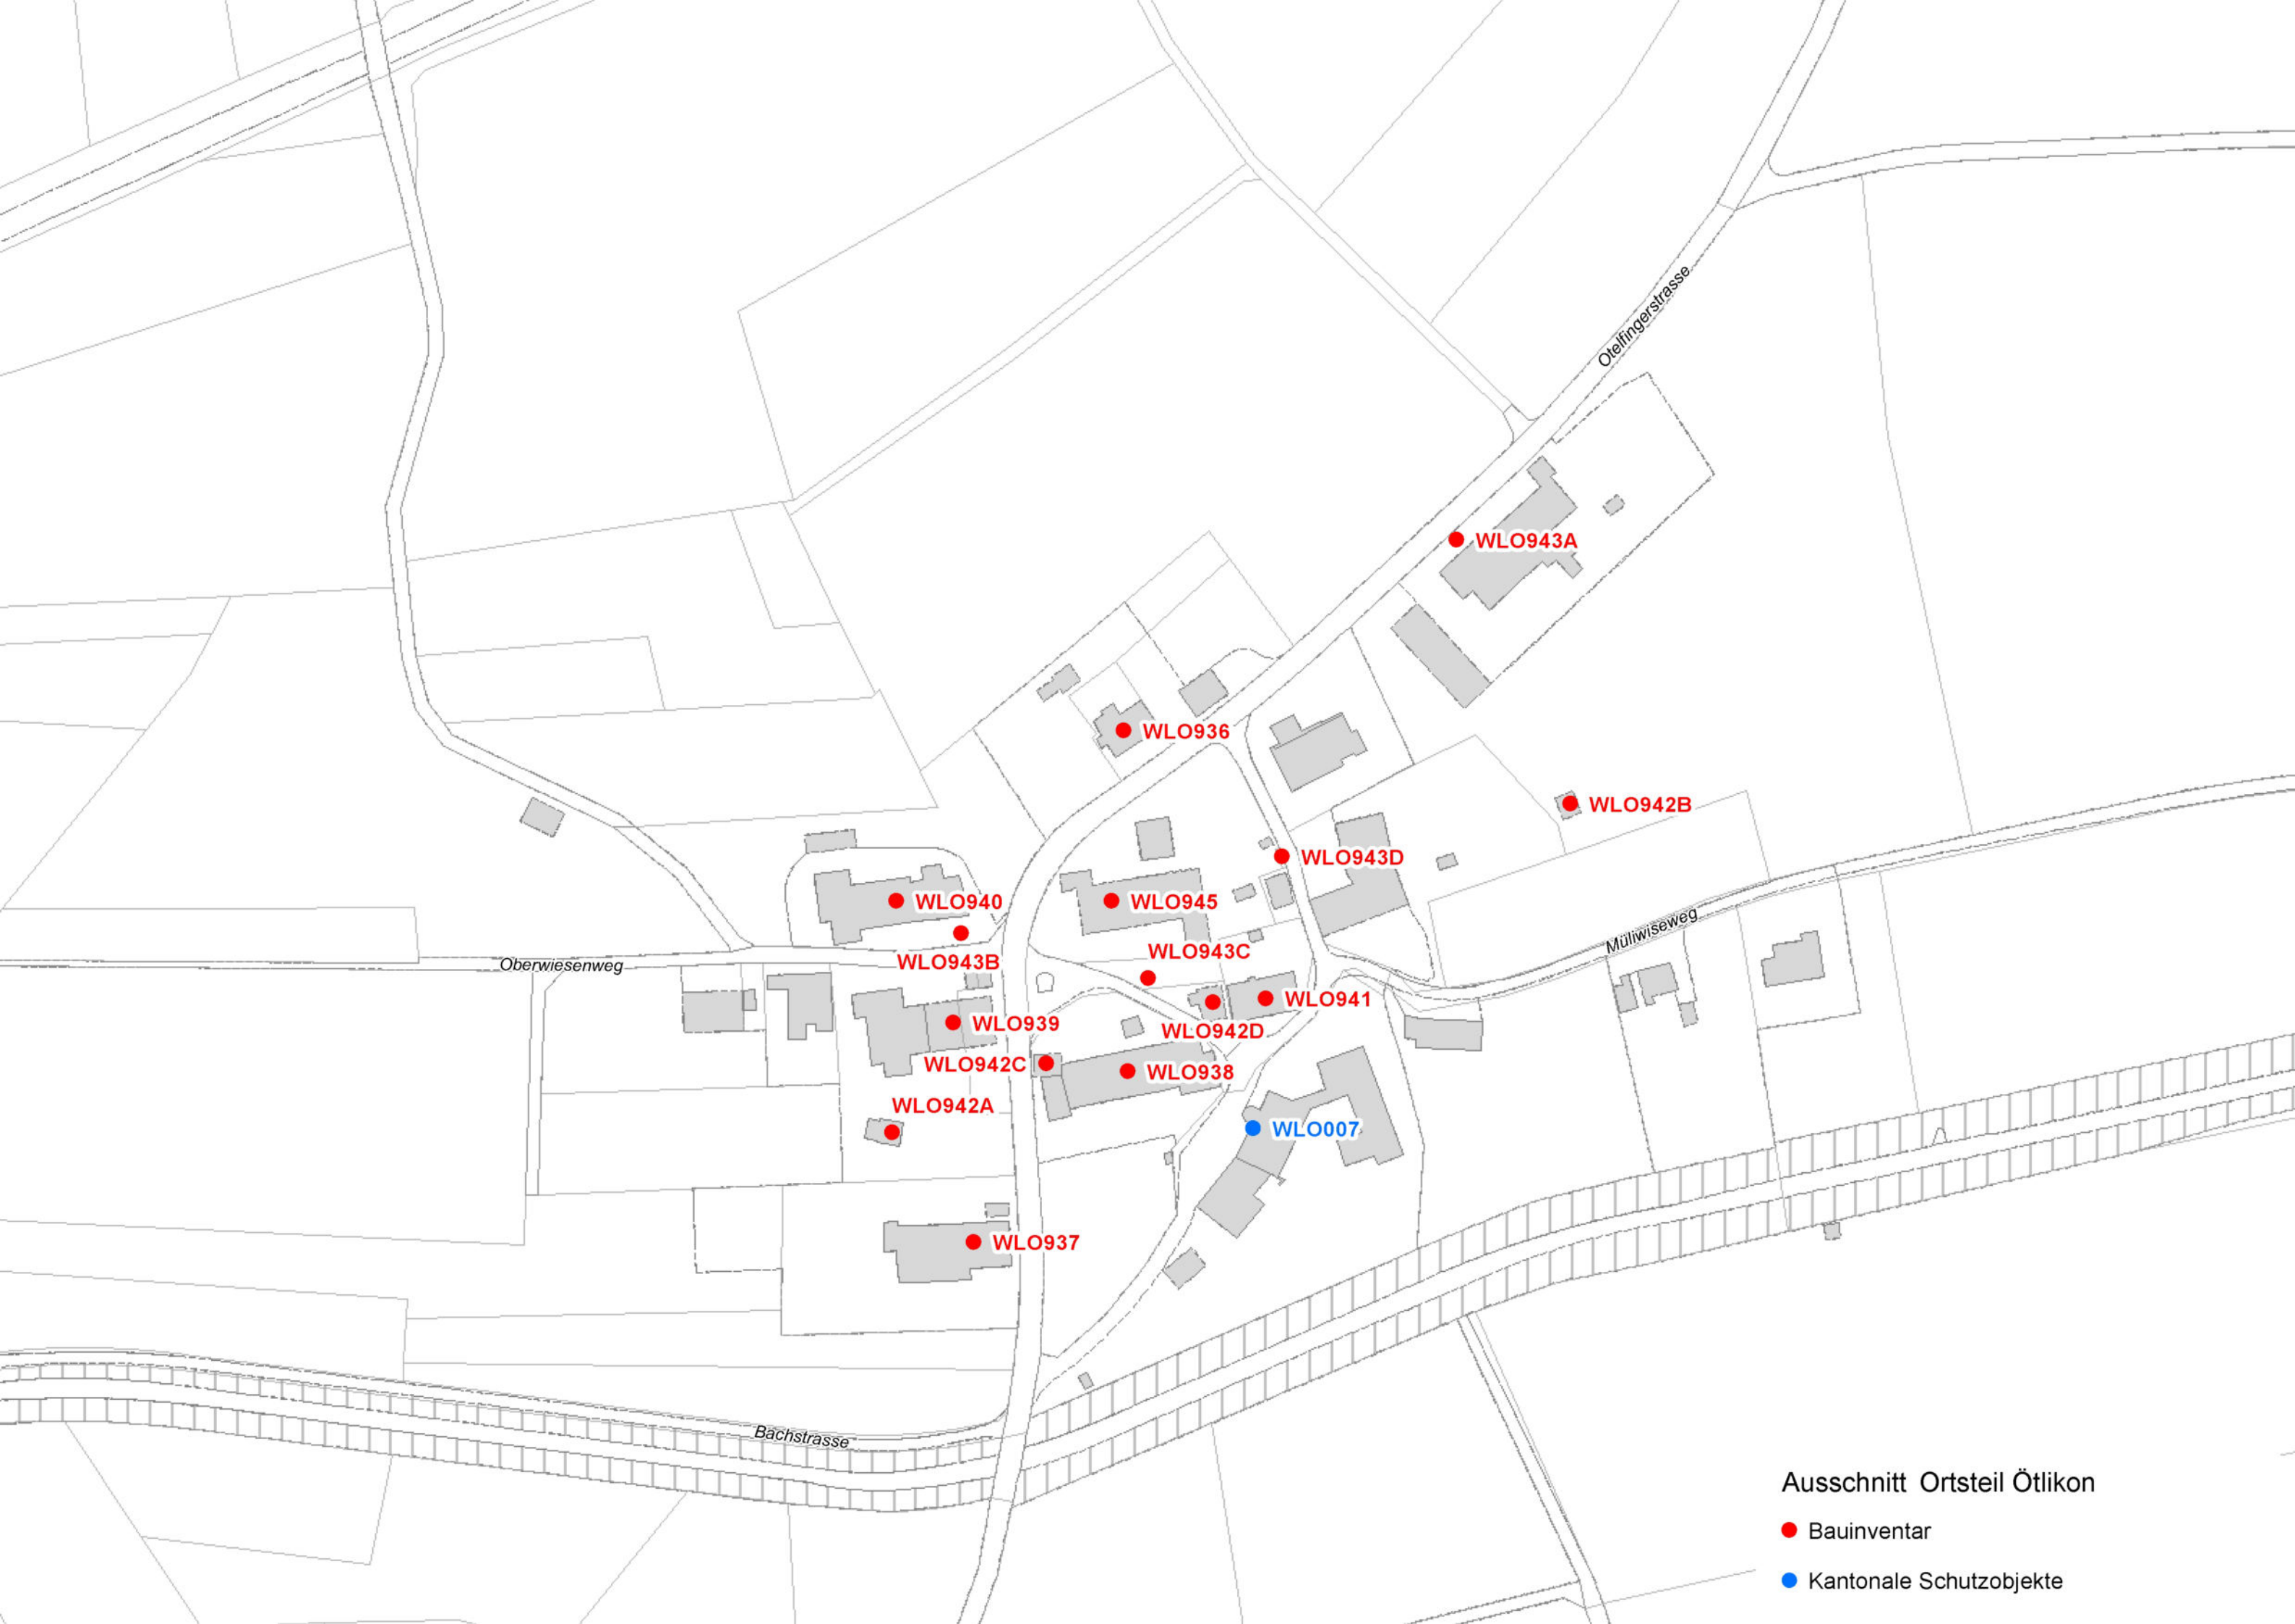 Otelfingerstrasse
WLO943A
WLO936
WLO942B
WLO943D
WLO940
WLO945
Müliwiseweg
WLO943C
WLO943B
Oberwiesenweg
WLO941
WLO939
WLO942D
WLO942C
WLO938
WLO942A
WLO007
WLO937
Bachstrasse
Ausschnitt Ortsteil Ötlikon
Bauinventar
Kantonale Schutzobjekte